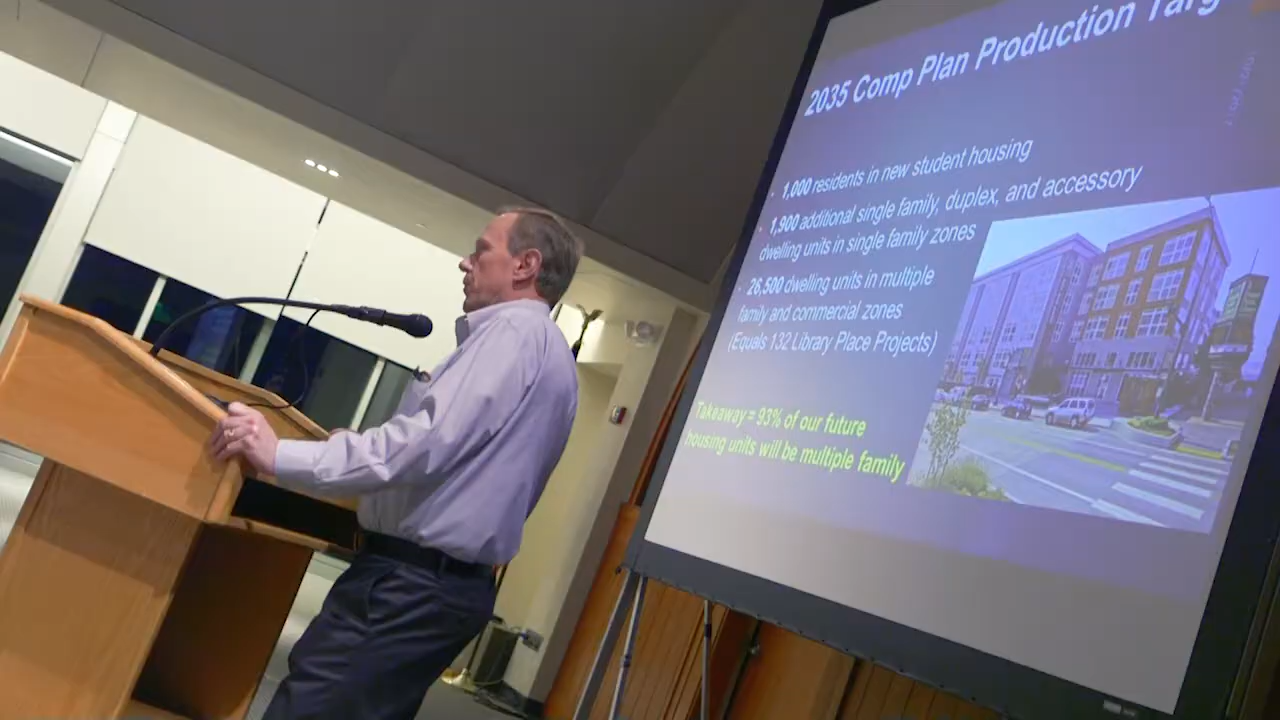 2035 Comp Plan Production Targ
1,000 residents in new student housing
1,900 additional single family, duplex, and accessory
dwelling units in single family zones
26,500 dwelling units in multiple
family and commercial zones
(Equals 132 Library Place Projects)
Takeaway = 93% of our future
housing units will be multiple family